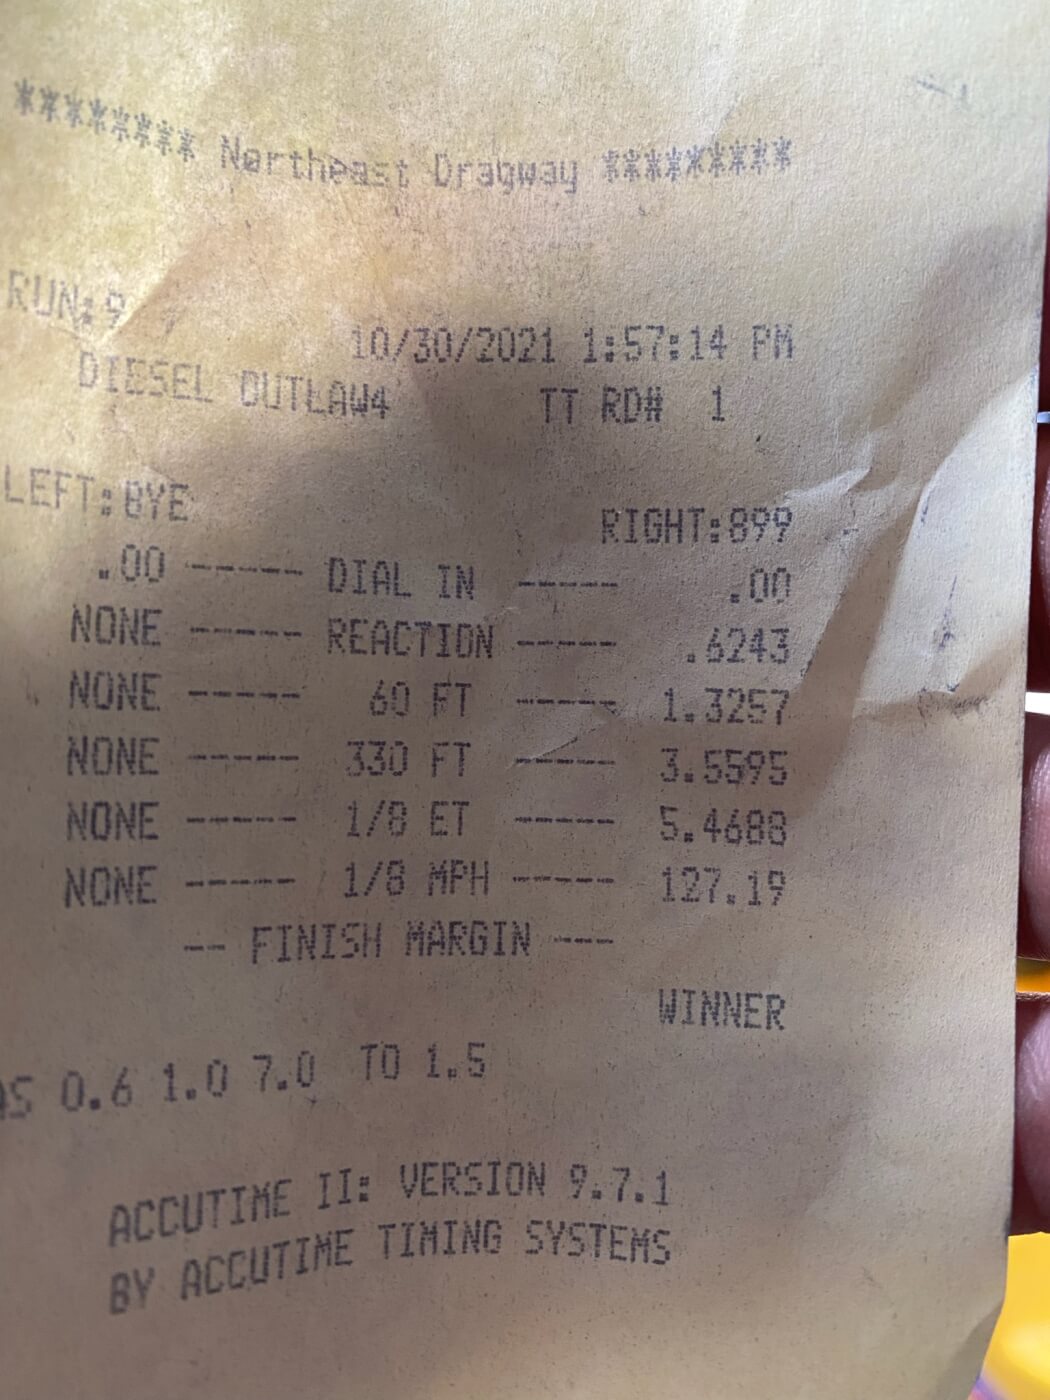 ******** Northeast Dragway *********
RUN:9
10/30/2021 1:57:14 PM
DIESEL OUTLAW4 TT RD# 1
LEFT:BYE RIGHT:899
.00 ----- DIAL IN ----- .00
NONE ----- REACTION ----- .6243
NONE ----- 60 FT ----- 1.3257
NONE ----- 330 FT ----- 3.5595
NONE ----- 1/8 ET ----- 5.4688
NONE ----- 1/8 MPH ----- 127.19
-- FINISH MARGIN ---
WINNER
AS 0.6 1.0 7.0 TO 1.5
ACCUTIME II: VERSION 9.7.1
BY ACCUTIME TIMING SYSTEMS